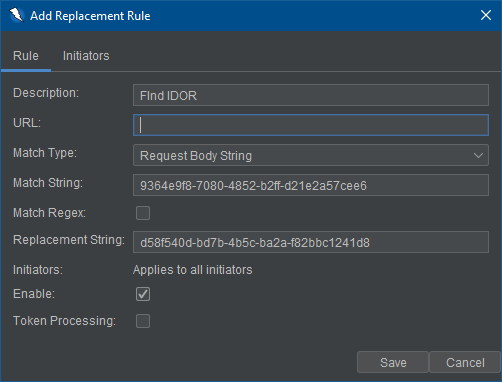 Add Replacement Rule
Rule Initiators
Description: FInd IDOR
URL:
Match Type: Request Body String
Match String: 9364e9f8-7080-4852-b2ff-d21e2a57cee6
Match Regex:
Replacement String: d58f540d-bd7b-4b5c-ba2a-f82bbc1241d8
Initiators: Applies to all initiators
Enable:
Token Processing:
Save Cancel